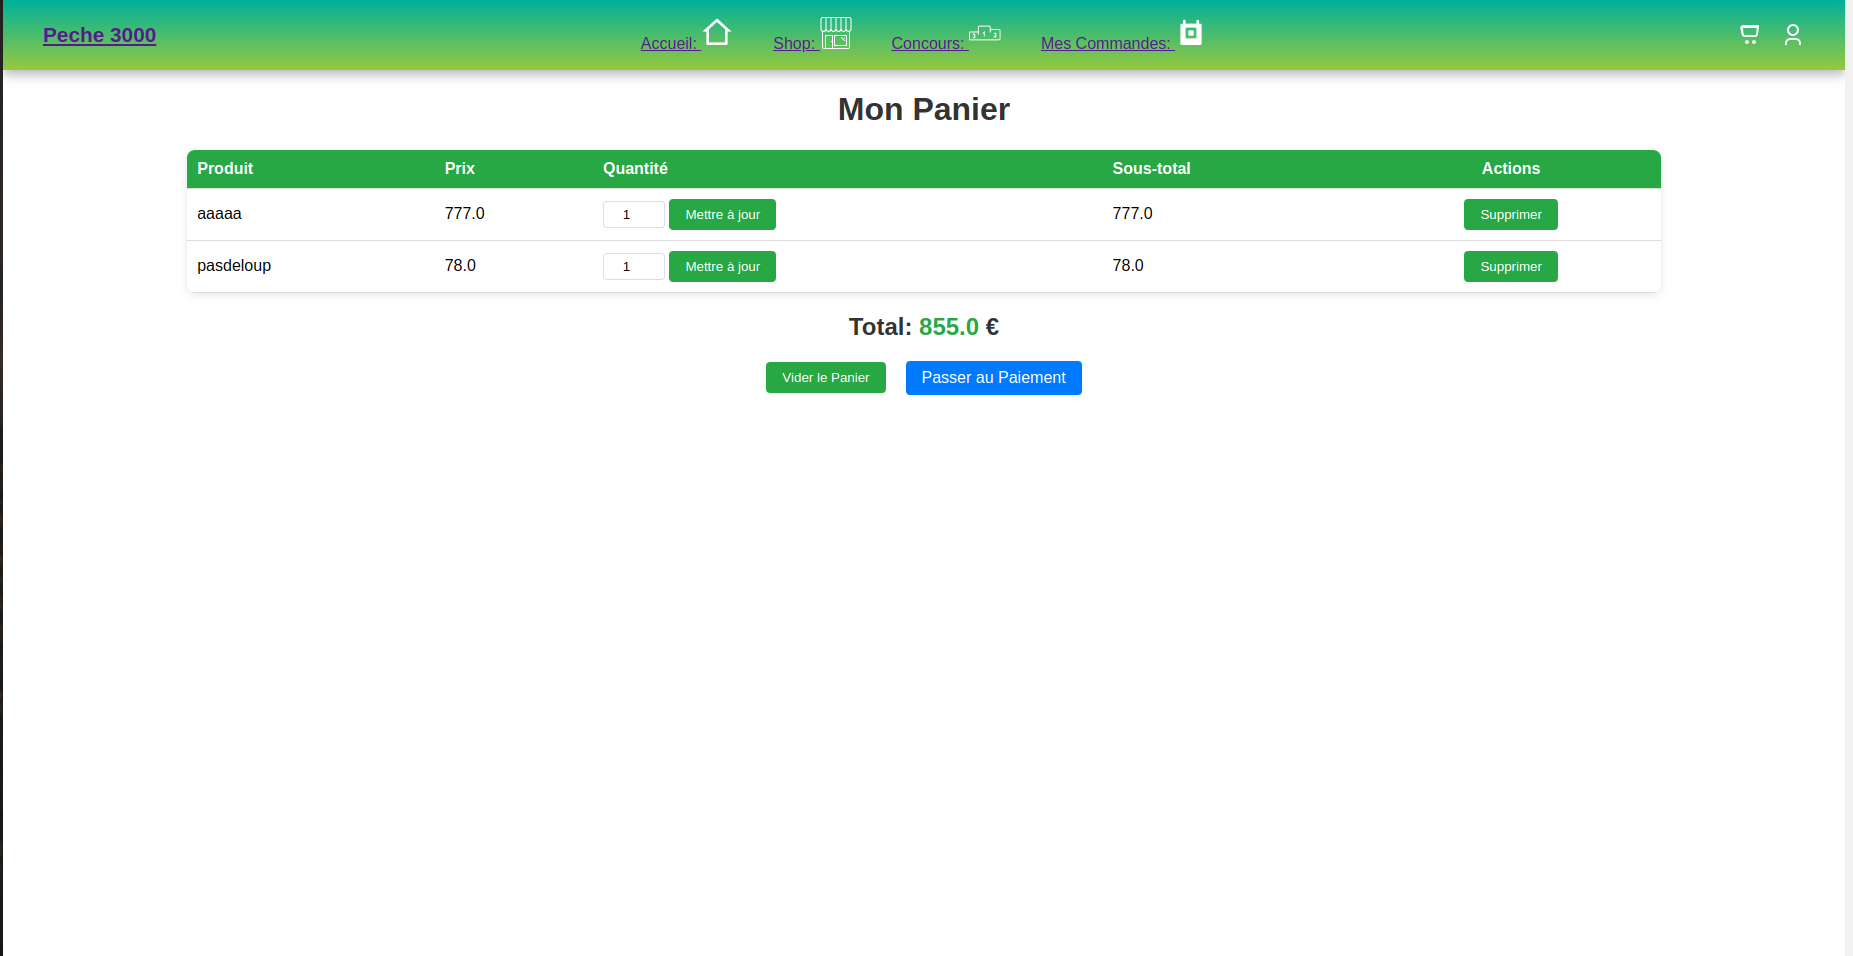 Peche 3000
Accueil: Shop: Concours: Mes Commandes:
Mon Panier
Produit Prix Quantité Sous-total Actions
aaaaa 777.0 1 Mettre à jour 777.0 Supprimer
pasdeloup 78.0 1 Mettre à jour 78.0 Supprimer
Total: 855.0 €
Vider le Panier Passer au Paiement